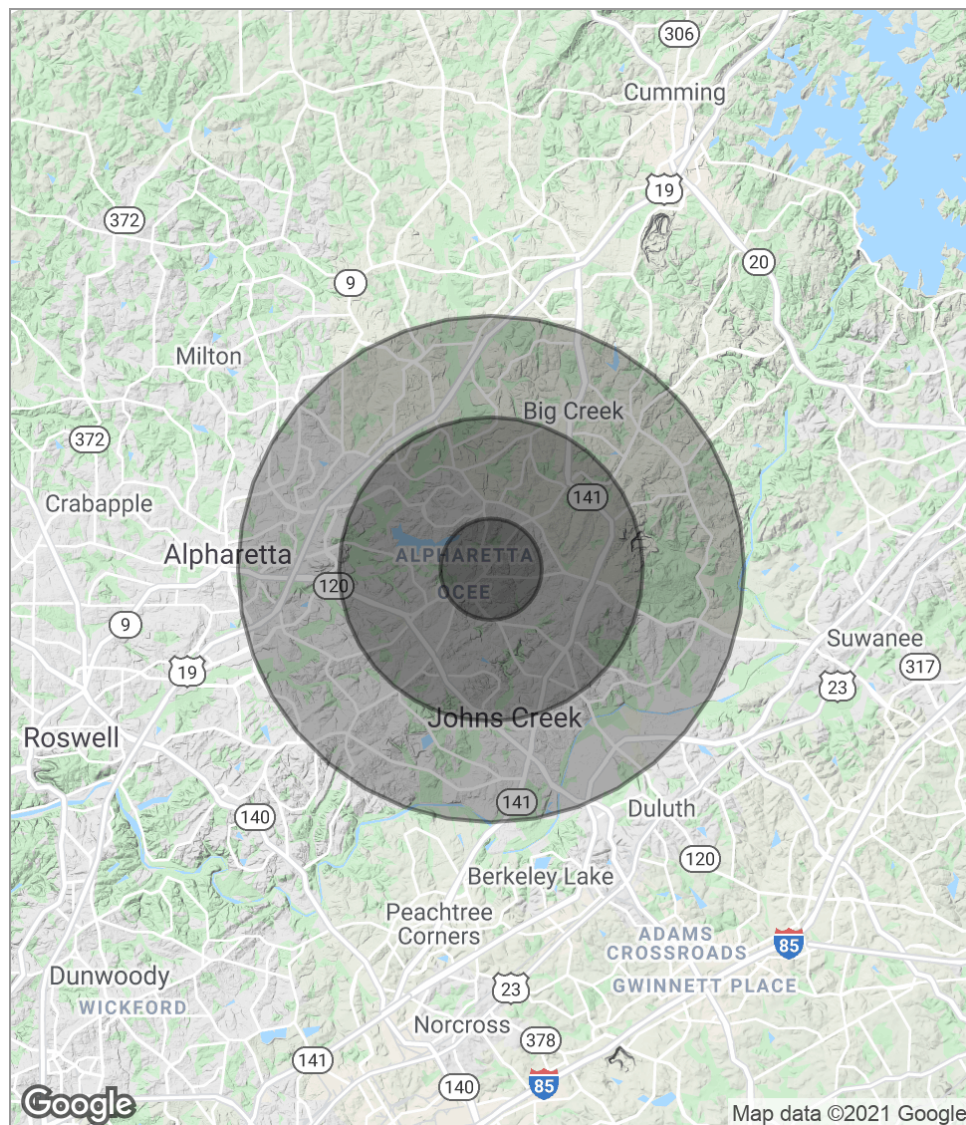 306
Cumming
19
372
20
9
Milton
Big Creek
372
141
Crabapple
Alpharetta
ALPHARETTA
120
OCEE
9
Suwanee
19
317
23
Johns Creek
Roswell
141
Duluth
140
120
Berkeley Lake
Peachtree
Corners
ADAMS
CROSSROADS
85
Dunwoody
GWINNETT PLACE
23
WICKFORD
Norcross
378
141
85
140
Google
Map data ©2021 Google